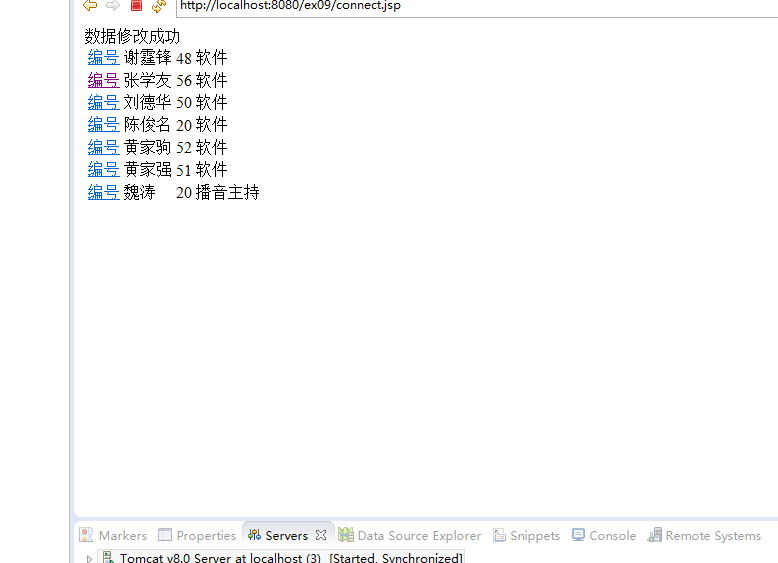 http://localhost:8080/ex09/connect.jsp
数据修改成功
编号 谢霆锋 48 软件
编号 张学友 56 软件
编号 刘德华 50 软件
编号 陈俊名 20 软件
编号 黄家驹 52 软件
编号 黄家强 51 软件
编号 魏涛 20 播音主持
Markers Properties Servers Data Source Explorer Snippets Console Remote Systems
Tomcat v8.0 Server at localhost (3) [Started, Synchronized]